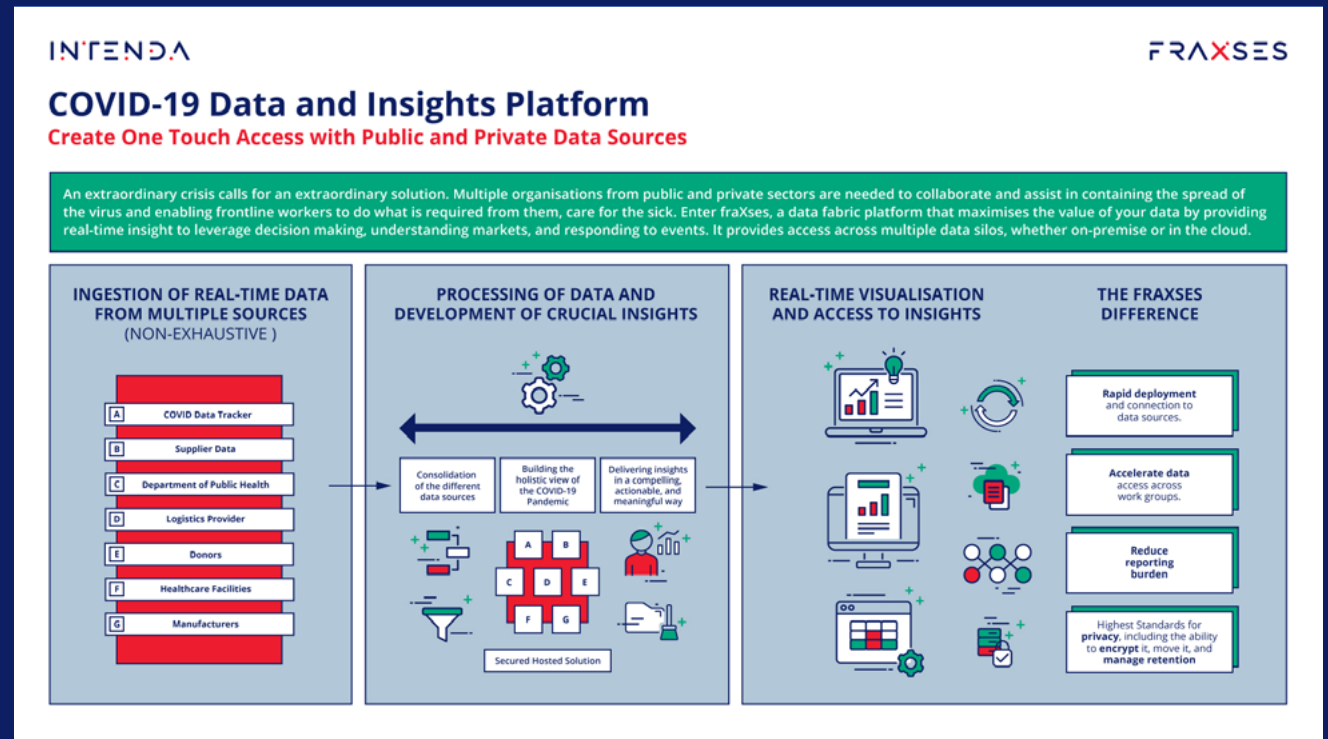 INTENDA
FRAXSES
COVID-19 Data and Insights Platform
Create One Touch Access with Public and Private Data Sources
An extraordinary crisis calls for an extraordinary solution. Multiple organisations from public and private sectors are needed to collaborate and assist in containing the spread of
the virus and enabling frontline workers to do what is required from them, care for the sick. Enter fraXses, a data fabric platform that maximises the value of your data by providing
real-time insight to leverage decision making, understanding markets, and responding to events. It provides access across multiple data silos, whether on-premise or in the cloud.
INGESTION OF REAL-TIME DATA
FROM MULTIPLE SOURCES
(NON-EXHAUSTIVE )
A COVID Data Tracker
B Supplier Data
C Department of Public Health
D Logistics Provider
E Donors
F Healthcare Facilities
G Manufacturers
PROCESSING OF DATA AND
DEVELOPMENT OF CRUCIAL INSIGHTS
Consolidation
of the different
data sources
Building the
holistic view of
the COVID-19
Pandemic
Delivering insights
in a compelling,
actionable, and
meaningful way
A B
C D E
F G
Secured Hosted Solution
REAL-TIME VISUALISATION
AND ACCESS TO INSIGHTS
THE FRAXSES
DIFFERENCE
Rapid deployment
and connection to
data sources.
Accelerate data
access across
work groups.
Reduce
reporting
burden
Highest Standards for
privacy, including the ability
to encrypt it, move it, and
manage retention